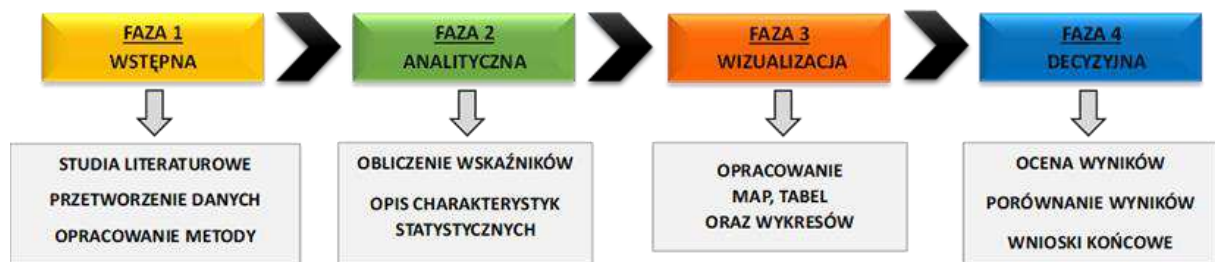 FAZA 1
WSTĘPNA
FAZA 2
ANALITYCZNA
FAZA 3
WIZUALIZACJA
FAZA 4
DECYZYJNA
STUDIA LITERATUROWE
PRZETWORZENIE DANYCH
OPRACOWANIE METODY
OBLICZENIE WSKAŹNIKÓW
OPIS CHARAKTERYSTYK
STATYSTYCZNYCH
OPRACOWANIE
MAP, TABEL
ORAZ WYKRESÓW
OCENA WYNIKÓW
PORÓWNANIE WYNIKÓW
WNIOSKI KOŃCOWE